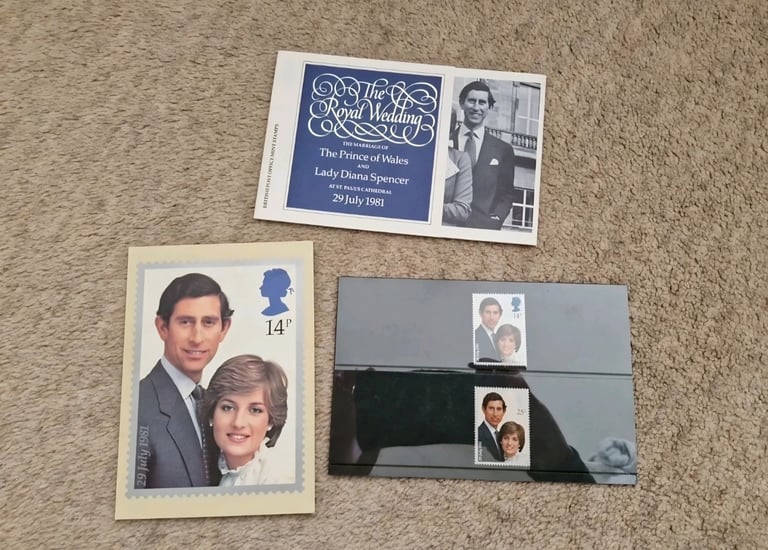 BRITISH POST OFFICE MINT STAMPS
The
Royal Wedding
THE MARRIAGE OF
The Prince of Wales
AND
Lady Diana Spencer
AT ST. PAUL'S CATHEDRAL
29 July 1981
14P
29 July 1981
14P
25P